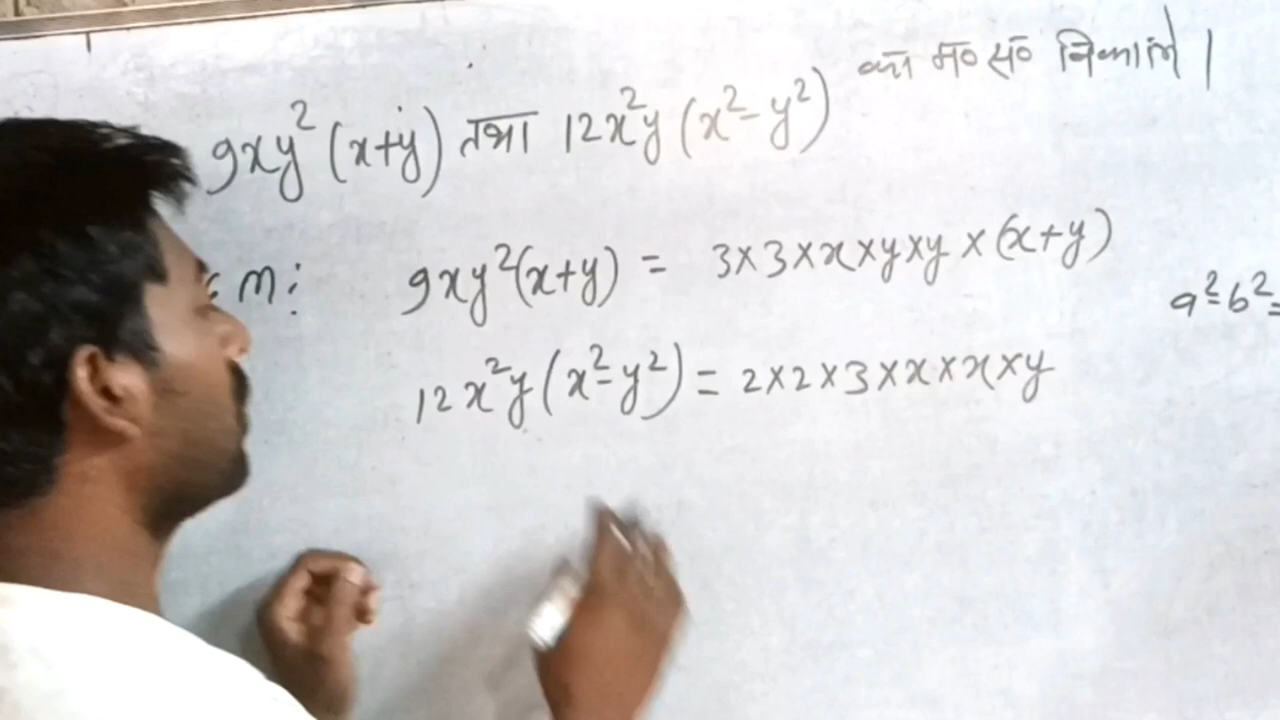 9xy²(x+y) तथा 12x²y(x²-y²) का म० स० निकालें।
9xy²(x+y) = 3×3×x×y×y×(x+y)
a²-b²=
12x²y(x²-y²) = 2×2×3×x×x×y